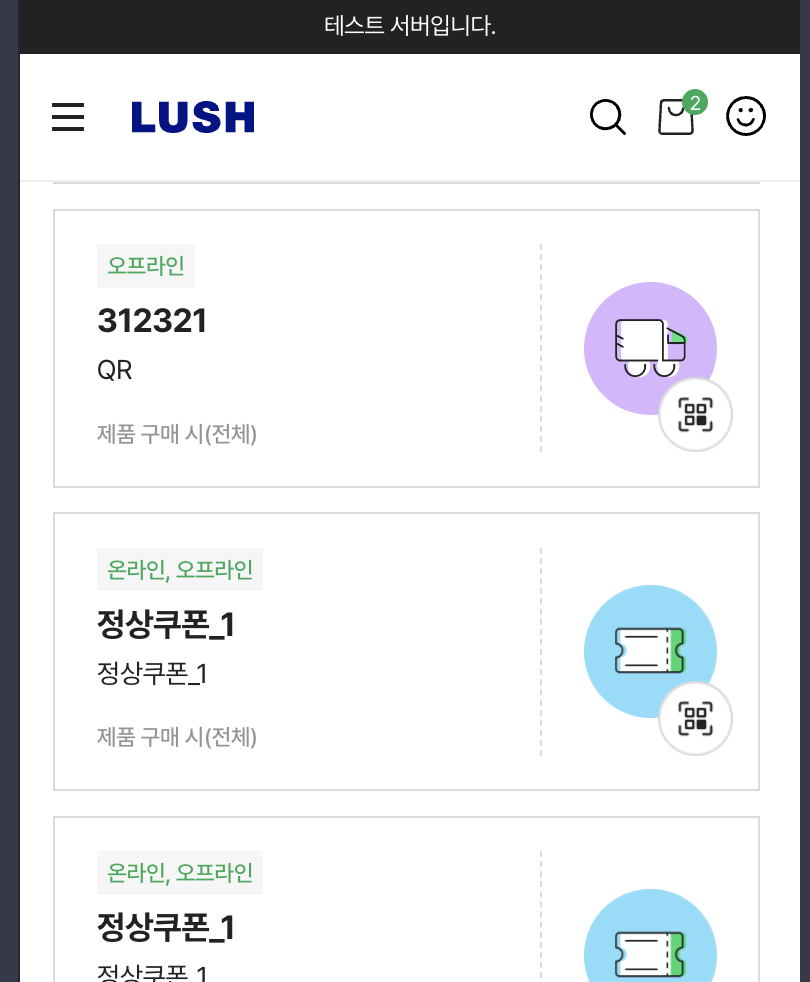 테스트 서버입니다.
LUSH
2
오프라인
312321
QR
제품 구매 시(전체)
온라인, 오프라인
정상쿠폰_1
정상쿠폰_1
제품 구매 시(전체)
온라인, 오프라인
정상쿠폰_1
정상쿠폰_1